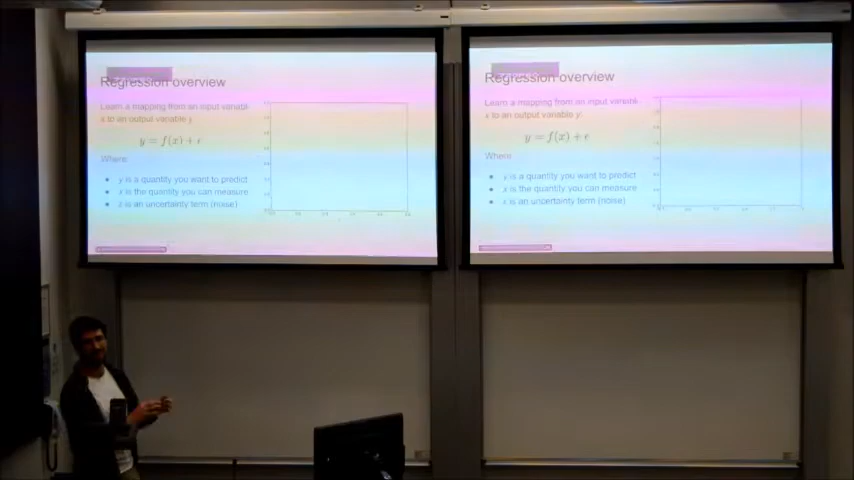 Regression overview
Learn a mapping from an input variable
x to an output variable y.
y = f(x) + ϵ
Where:
y is a quantity you want to predict
x is the quantity you can measure
ϵ is an uncertainty term (noise)
Regression overview
Learn a mapping from an input variable
x to an output variable y.
y = f(x) + ϵ
Where:
y is a quantity you want to predict
x is the quantity you can measure
ϵ is an uncertainty term (noise)